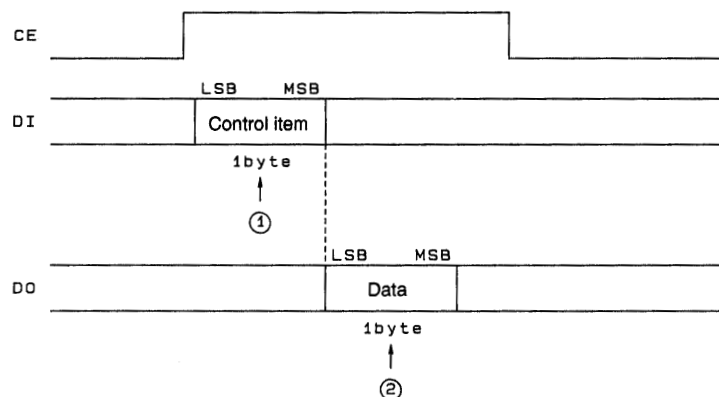 CE
LSB MSB
DI Control item
1byte
①
LSB MSB
DO Data
1byte
②